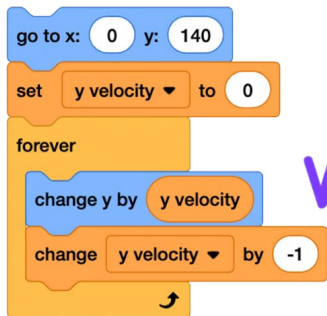 go to x: 0 y: 140
set y velocity to 0
forever
change y by y velocity
change y velocity by -1